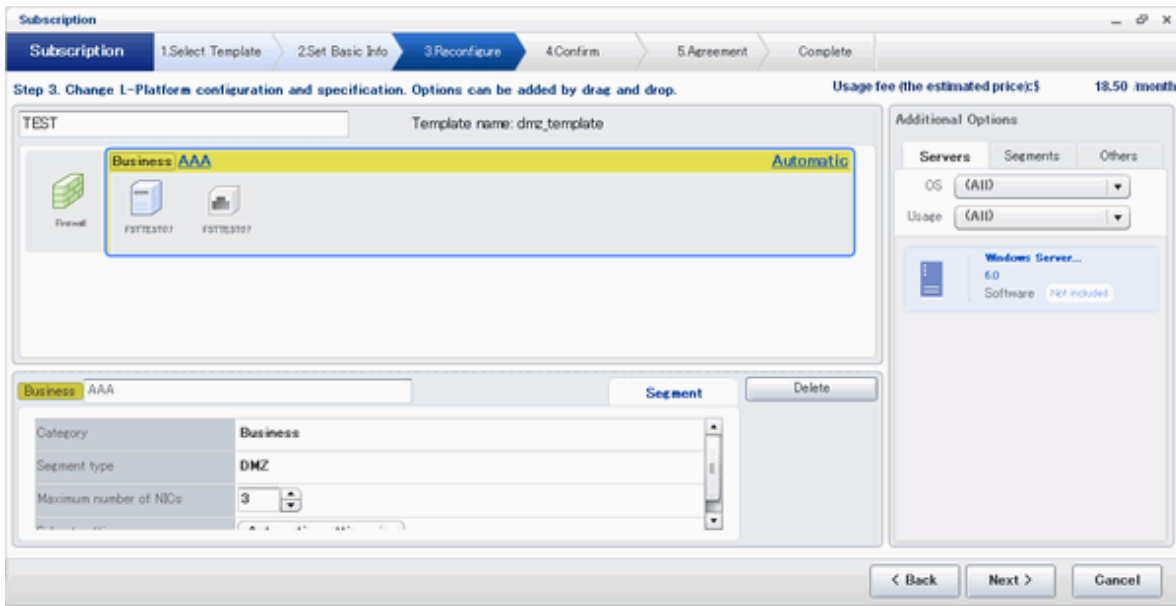 Subscription
Subscription 1.Select Template 2.Set Basic Info 3.Reconfigure 4.Confirm 5.Agreement Complete
Step 3. Change L-Platform configuration and specification. Options can be added by drag and drop. Usage fee (the estimated price):$ 18.50 /month
TEST Template name: dmz_template
Additional Options
Business AAA Automatic
Servers Segments Others
OS (All)
Usage (All)
Firewall
Windows Server...
6.0
Software Not included
Business AAA Segment Delete
Category Business
Segment type DMZ
Maximum number of NICs 3
< Back Next > Cancel